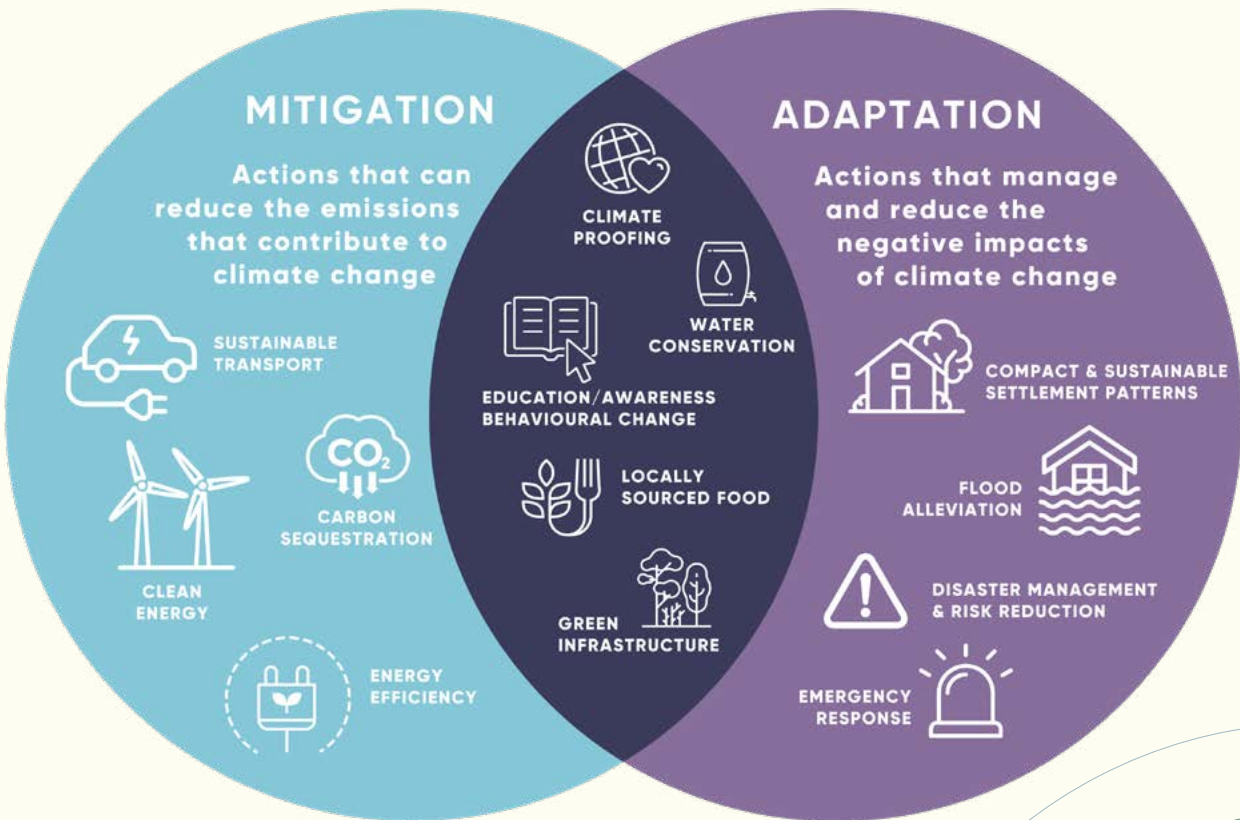 MITIGATION
Actions that can
reduce the emissions
that contribute to
climate change
SUSTAINABLE
TRANSPORT
CO₂
CARBON
SEQUESTRATION
CLEAN
ENERGY
ENERGY
EFFICIENCY
CLIMATE
PROOFING
WATER
CONSERVATION
EDUCATION/AWARENESS
BEHAVIOURAL CHANGE
LOCALLY
SOURCED FOOD
GREEN
INFRASTRUCTURE
ADAPTATION
Actions that manage
and reduce the
negative impacts
of climate change
COMPACT & SUSTAINABLE
SETTLEMENT PATTERNS
FLOOD
ALLEVIATION
DISASTER MANAGEMENT
& RISK REDUCTION
EMERGENCY
RESPONSE